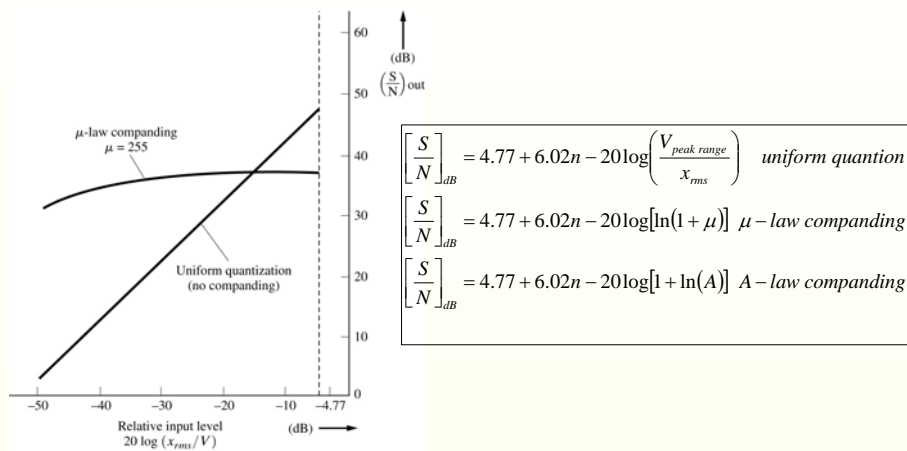 60
(dB)
(S/N) out
50
μ-law companding
μ = 255
40
30
Uniform quantization
(no companding)
20
10
0
−50 −40 −30 −20 −10 −4.77
Relative input level
20 log (x_rms/V)
(dB)
[S/N]_dB = 4.77 + 6.02n − 20log(V_peak range / x_rms) uniform quantion
[S/N]_dB = 4.77 + 6.02n − 20log[ln(1 + μ)] μ − law companding
[S/N]_dB = 4.77 + 6.02n − 20log[1 + ln(A)] A − law companding